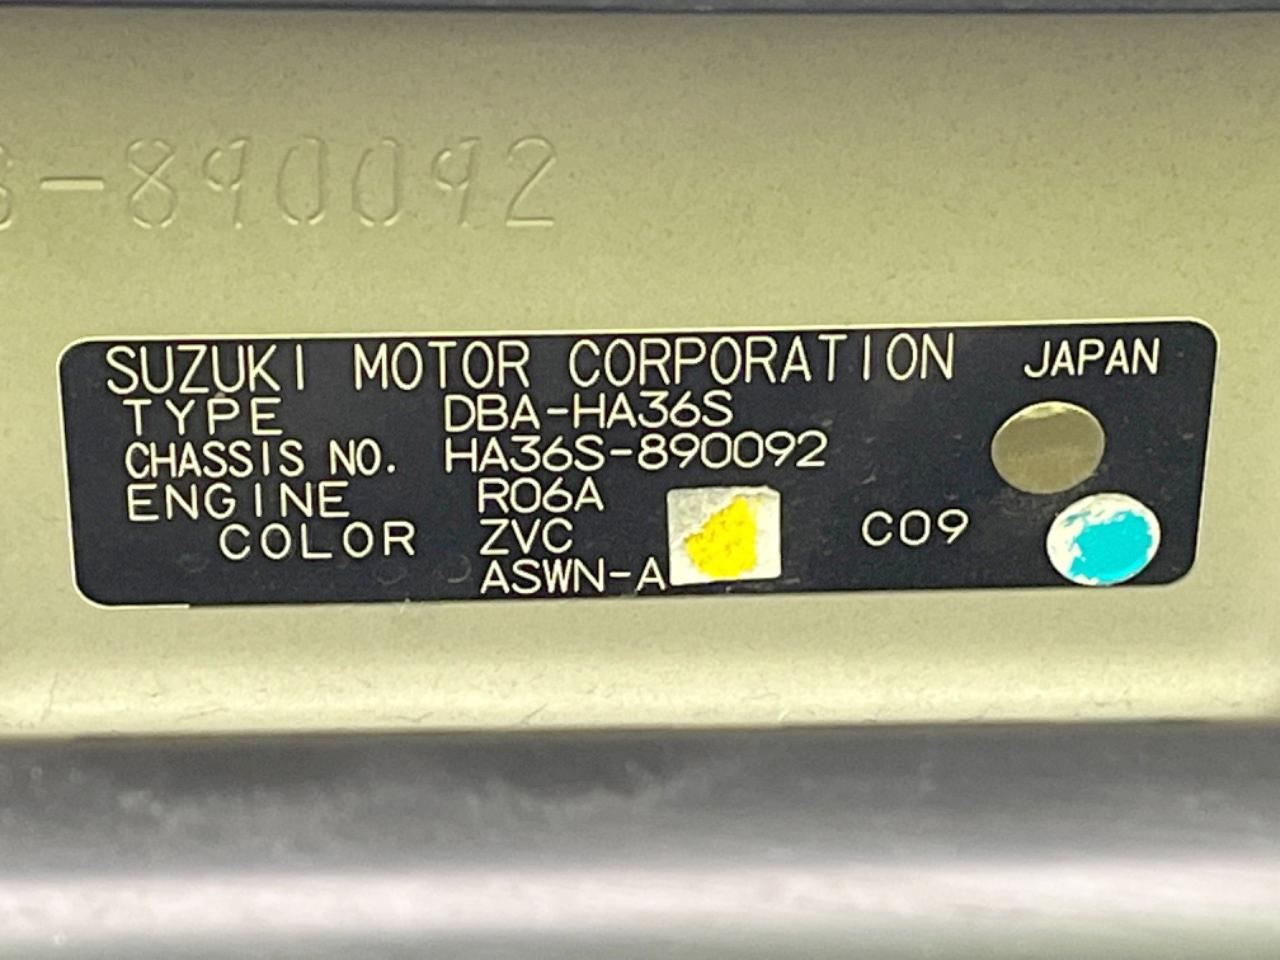 S-890092
SUZUKI MOTOR CORPORATION JAPAN
TYPE DBA-HA36S
CHASSIS NO. HA36S-890092
ENGINE R06A
COLOR ZVC C09
ASWN-A